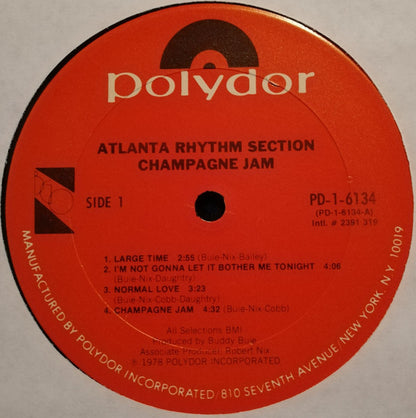 polydor
ATLANTA RHYTHM SECTION
CHAMPAGNE JAM
SIDE 1
PD-1-6134
(PD-1-6134-A)
Intl. # 2391-319
1. LARGE TIME 2:55 (Buie-Nix-Bailey)
2. I'M NOT GONNA LET IT BOTHER ME TONIGHT 4:06
(Buie-Nix-Daughtry)
3. NORMAL LOVE 3:23
(Buie-Nix-Cobb-Daughtry)
4. CHAMPAGNE JAM 4:32 (Buie-Nix-Cobb)
All Selections BMI
Produced by Buddy Buie
Associate Producer, Robert Nix
℗ 1978 POLYDOR INCORPORATED
MANUFACTURED BY POLYDOR INCORPORATED/810 SEVENTH AVENUE/NEW YORK, N.Y. 10019